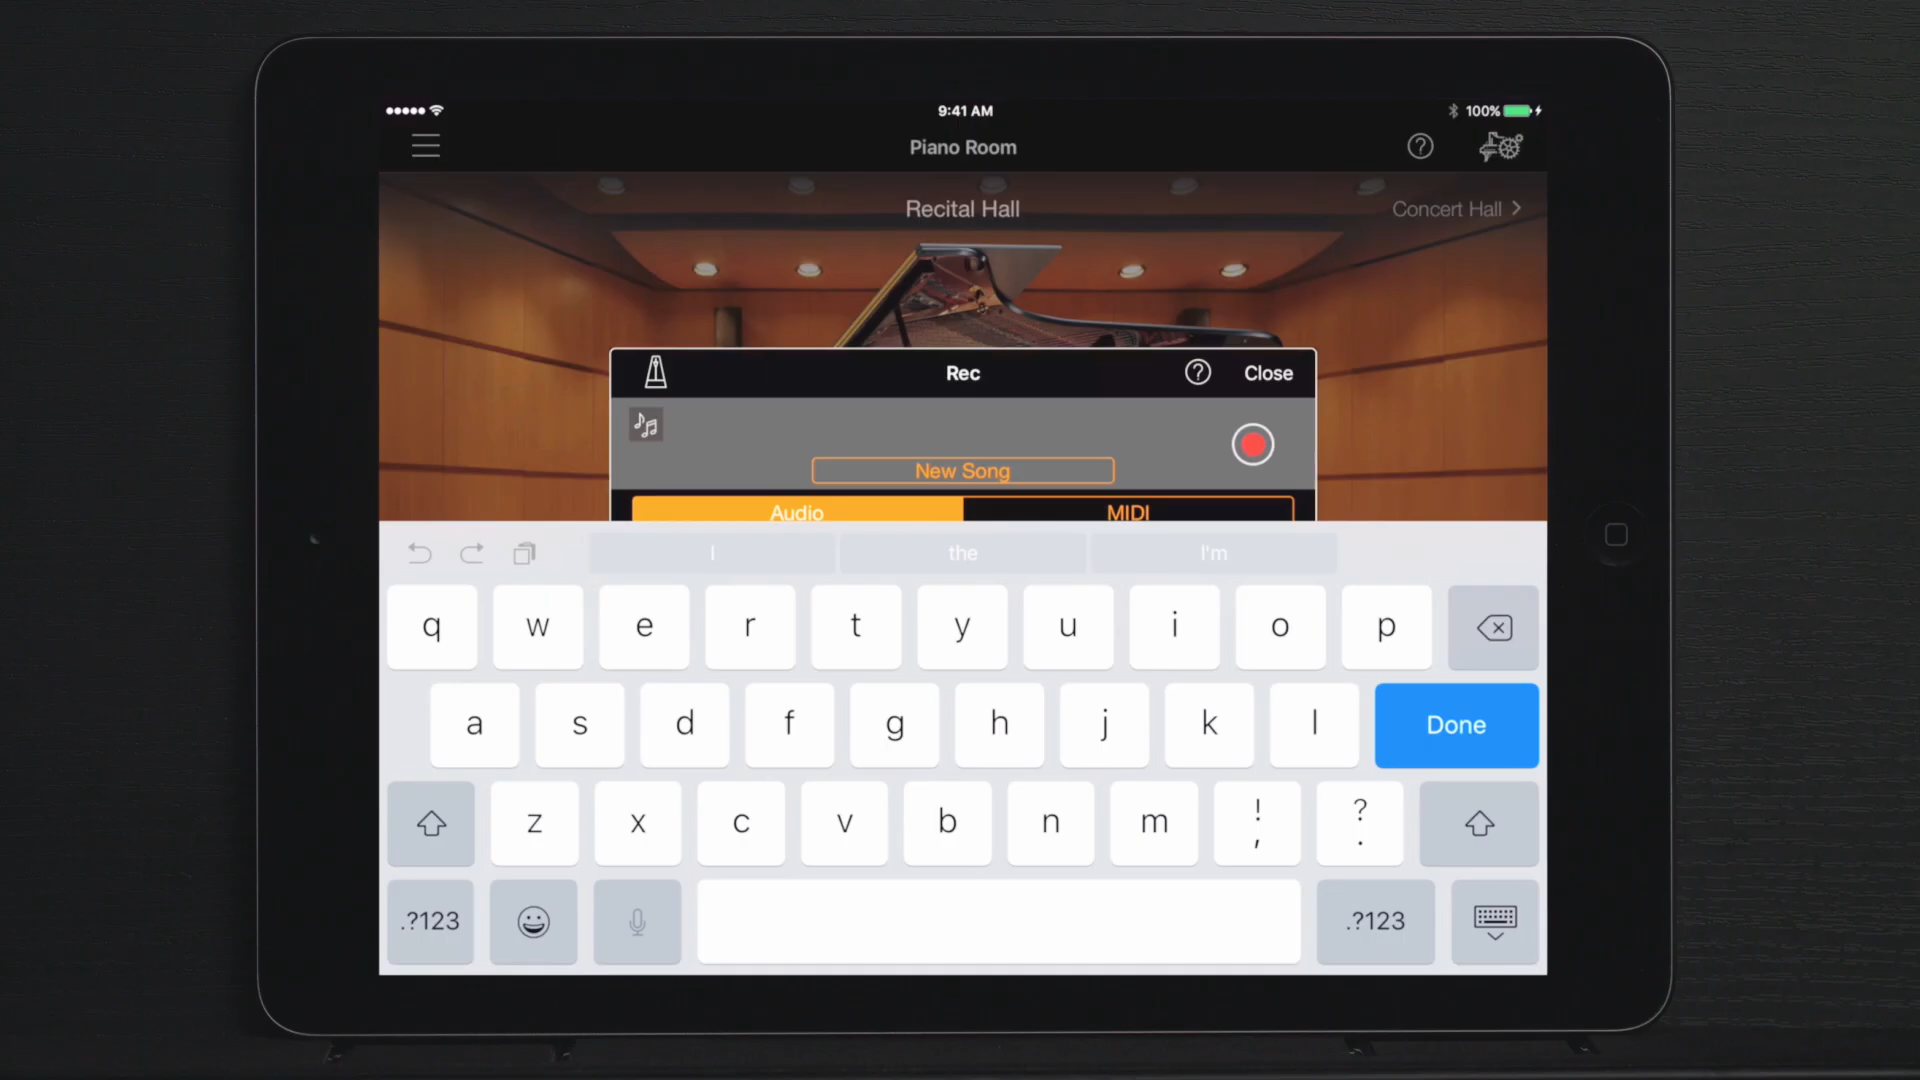 9:41 AM
100%
Piano Room
Recital Hall
Concert Hall
Rec
Close
New Song
Audio
MIDI
I
the
I'm
q w e r t y u i o p
a s d f g h j k l
Done
z x c v b n m ! , ? .
.?123
.?123